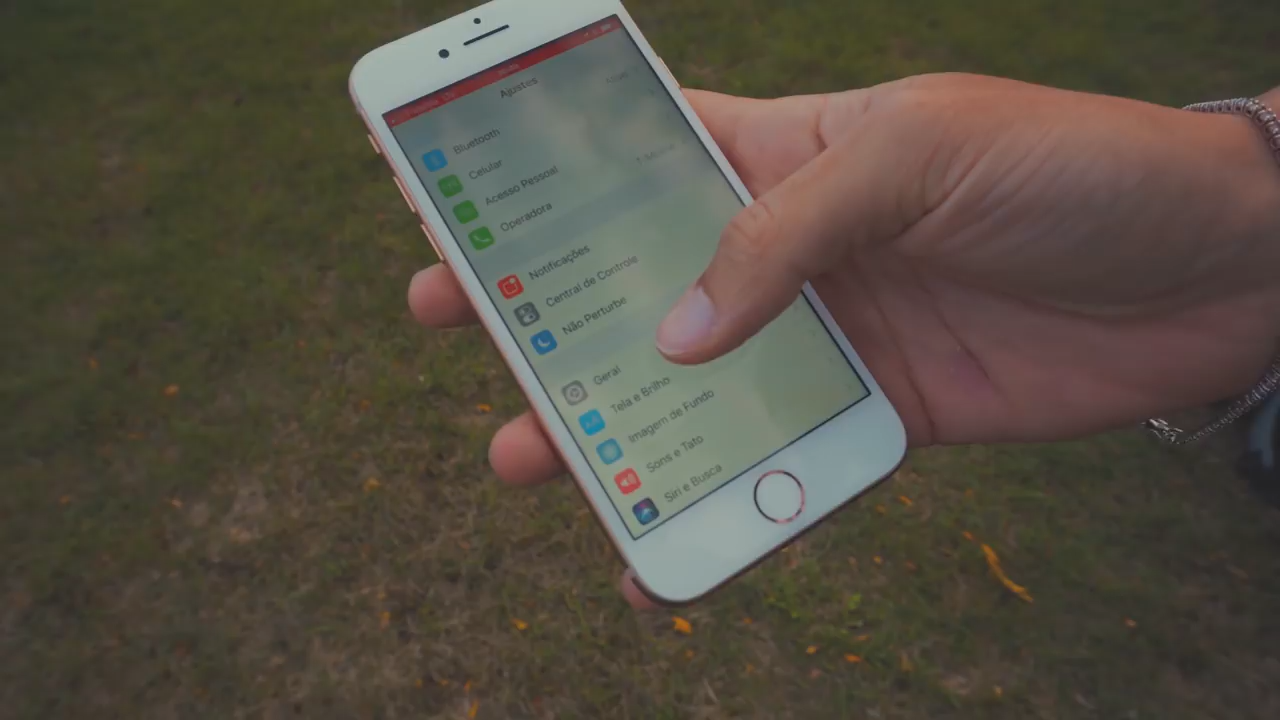 Ajustes
Bluetooth
Celular
Acesso Pessoal
Operadora
Notificações
Central de Controle
Não Perturbe
Geral
Tela e Brilho
Imagem de Fundo
Sons e Tato
Siri e Busca